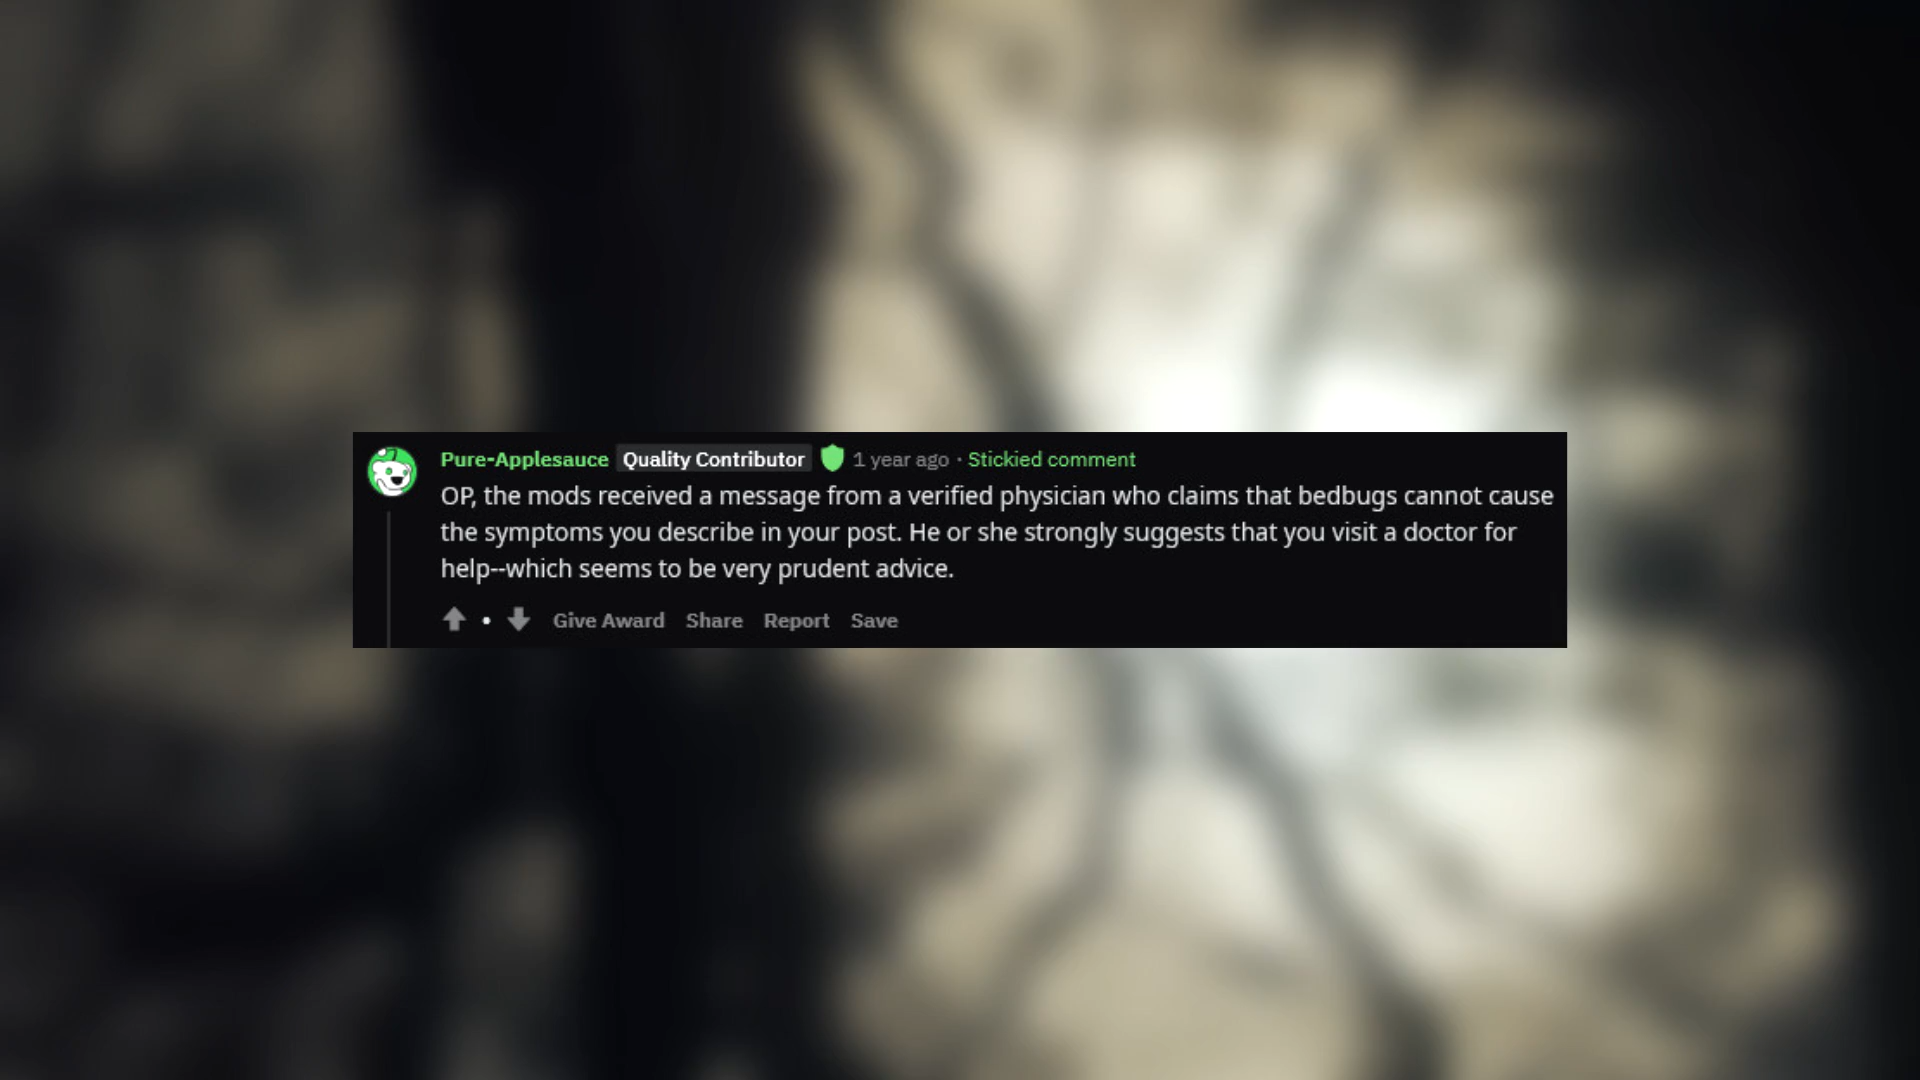 Pure-Applesauce Quality Contributor 1 year ago · Stickied comment
OP, the mods received a message from a verified physician who claims that bedbugs cannot cause
the symptoms you describe in your post. He or she strongly suggests that you visit a doctor for
help--which seems to be very prudent advice.
• Give Award Share Report Save